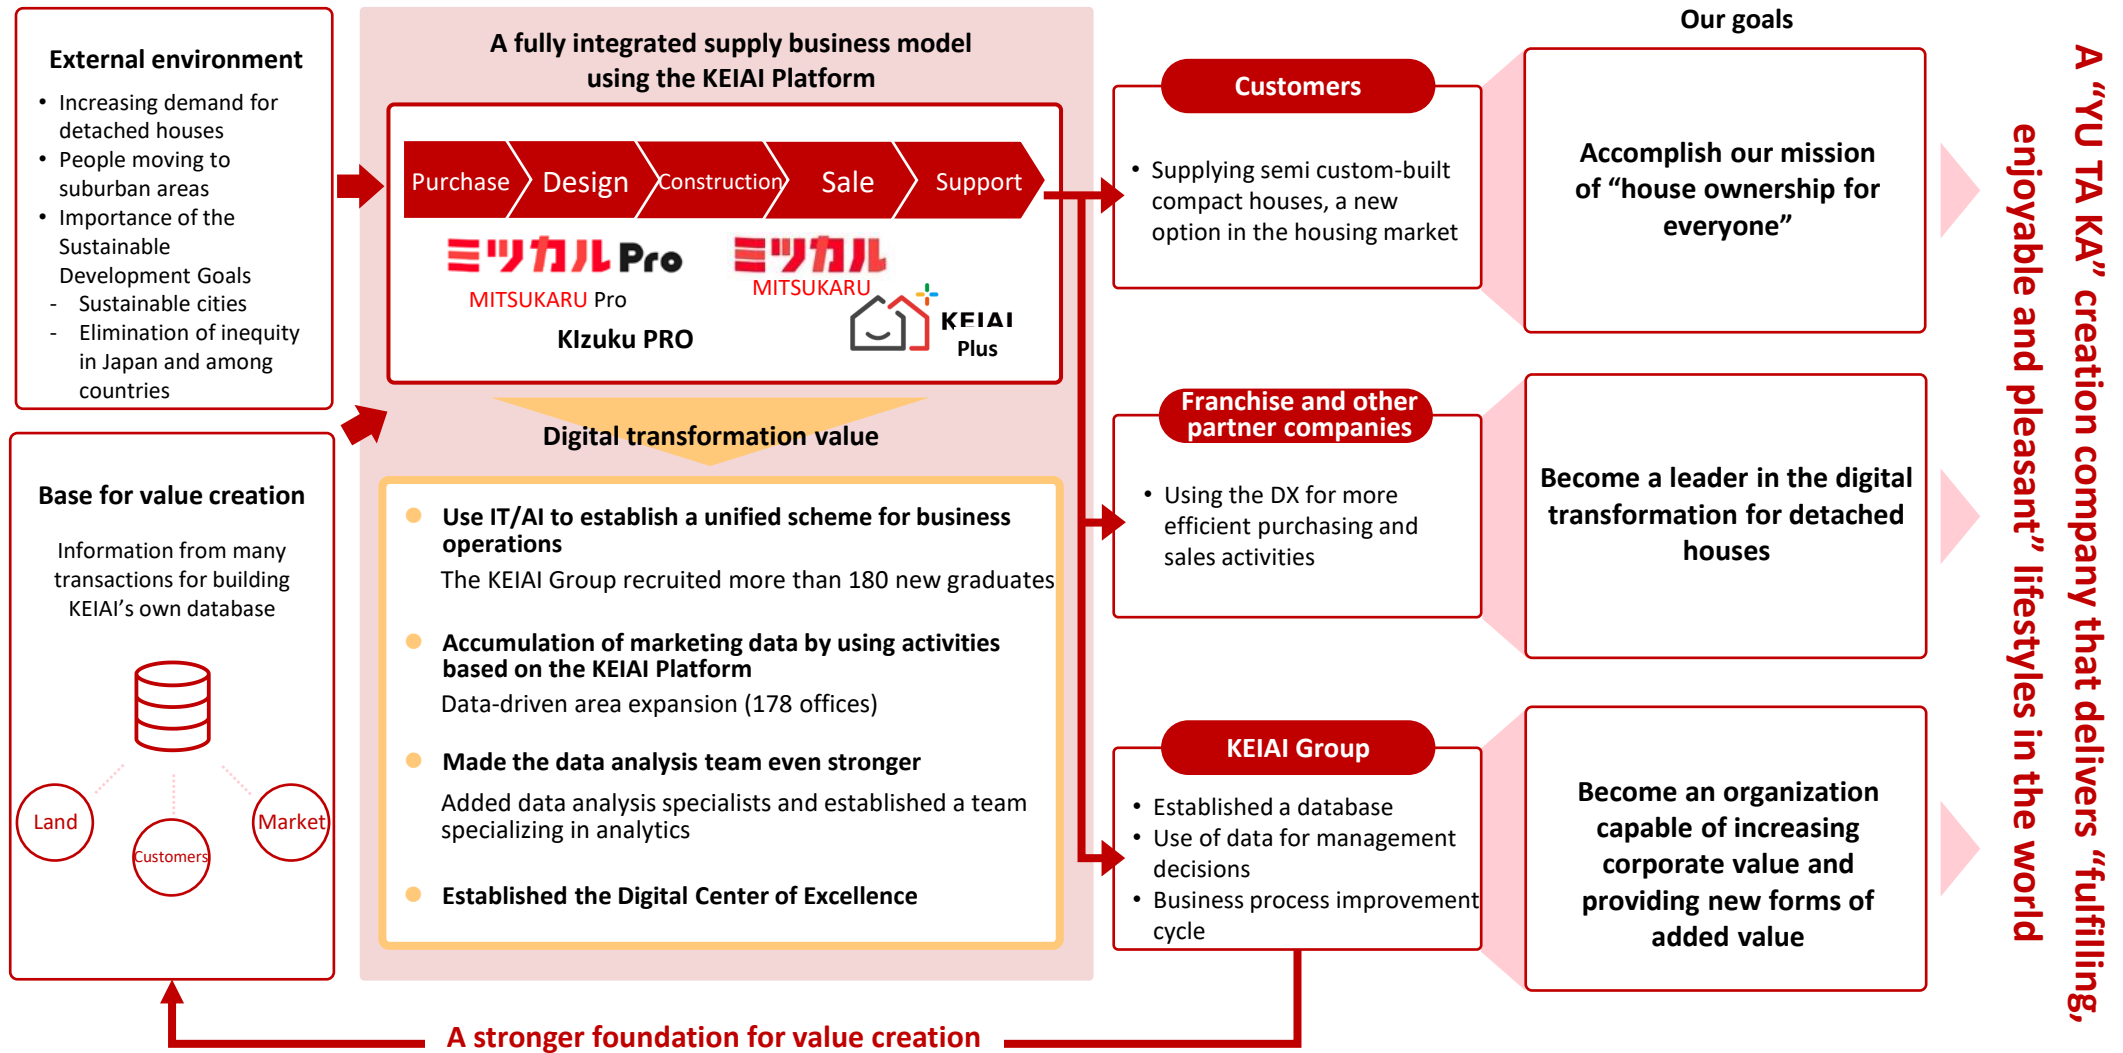 External environment
• Increasing demand for
detached houses
• People moving to
suburban areas
• Importance of the
Sustainable
Development Goals
- Sustainable cities
- Elimination of inequity
in Japan and among
countries
Base for value creation
Information from many
transactions for building
KEIAI's own database
Land
Customers
Market
A fully integrated supply business model
using the KEIAI Platform
Purchase
Design
Construction
Sale
Support
ミツカル Pro
MITSUKARU Pro
KIzuku PRO
ミツカル
MITSUKARU
KEIAI
Plus
Digital transformation value
Use IT/AI to establish a unified scheme for business
operations
The KEIAI Group recruited more than 180 new graduates
Accumulation of marketing data by using activities
based on the KEIAI Platform
Data-driven area expansion (178 offices)
Made the data analysis team even stronger
Added data analysis specialists and established a team
specializing in analytics
Established the Digital Center of Excellence
Customers
• Supplying semi custom-built
compact houses, a new
option in the housing market
Franchise and other
partner companies
• Using the DX for more
efficient purchasing and
sales activities
KEIAI Group
• Established a database
• Use of data for management
decisions
• Business process improvement
cycle
Our goals
Accomplish our mission
of “house ownership for
everyone”
Become a leader in the digital
transformation for detached
houses
Become an organization
capable of increasing
corporate value and
providing new forms of
added value
A “YU TA KA” creation company that delivers “fulfilling,
enjoyable and pleasant” lifestyles in the world
A stronger foundation for value creation